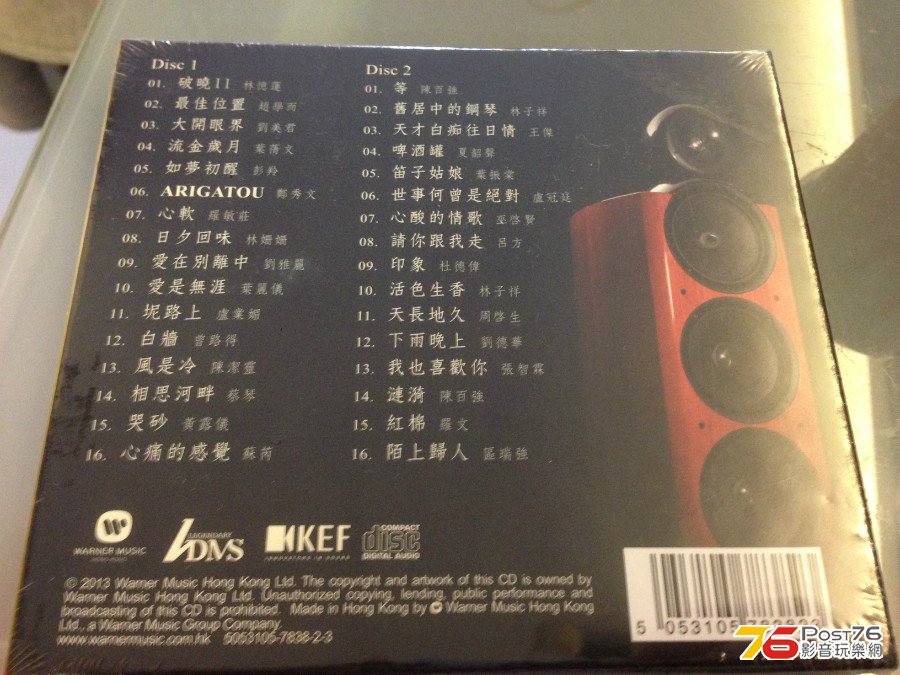 Disc 1
01. 破曉11 林憶蓮
02. 最佳位置 趙學而
03. 大開眼界 劉美君
04. 流金歲月 葉蒨文
05. 如夢初醒 彭羚
06. ARIGATOU 鄭秀文
07. 心軟 羅敏莊
08. 日夕回味 林姍姍
09. 愛在別離中 劉雅麗
10. 愛是無涯 葉麗儀
11. 坭路上 盧業媚
12. 白牆 曾路得
13. 風是冷 陳潔靈
14. 相思河畔 蔡琴
15. 哭砂 黃露儀
16. 心痛的感覺 蘇芮
Disc 2
01. 等 陳百強
02. 舊居中的鋼琴 林子祥
03. 天才白痴往日情 王傑
04. 啤酒罐 夏韶聲
05. 笛子姑娘 葉振棠
06. 世事何曾是絕對 盧冠廷
07. 心酸的情歌 巫啓賢
08. 請你跟我走 呂方
09. 印象 杜德偉
10. 活色生香 林子祥
11. 天長地久 周啓生
12. 下雨晚上 劉德華
13. 我也喜歡你 張智霖
14. 漣漪 陳百強
15. 紅棉 羅文
16. 陌上歸人 區瑞強
WARNER MUSIC
LEGENDARY
DMS
KEF
INNOVATORS IN SOUND
COMPACT
disc
DIGITAL AUDIO
© 2013 Warner Music Hong Kong Ltd. The copyright and artwork of this CD is owned by
Warner Music Hong Kong Ltd. Unauthorized copying, lending, public performance and
broadcasting of this CD is prohibited. Made in Hong Kong by Warner Music Hong Kong
Ltd., a Warner Music Group Company.
www.warnermusic.com.hk 5053105-7838-2-3
5 053105 783823
76 Post76
影音玩樂網